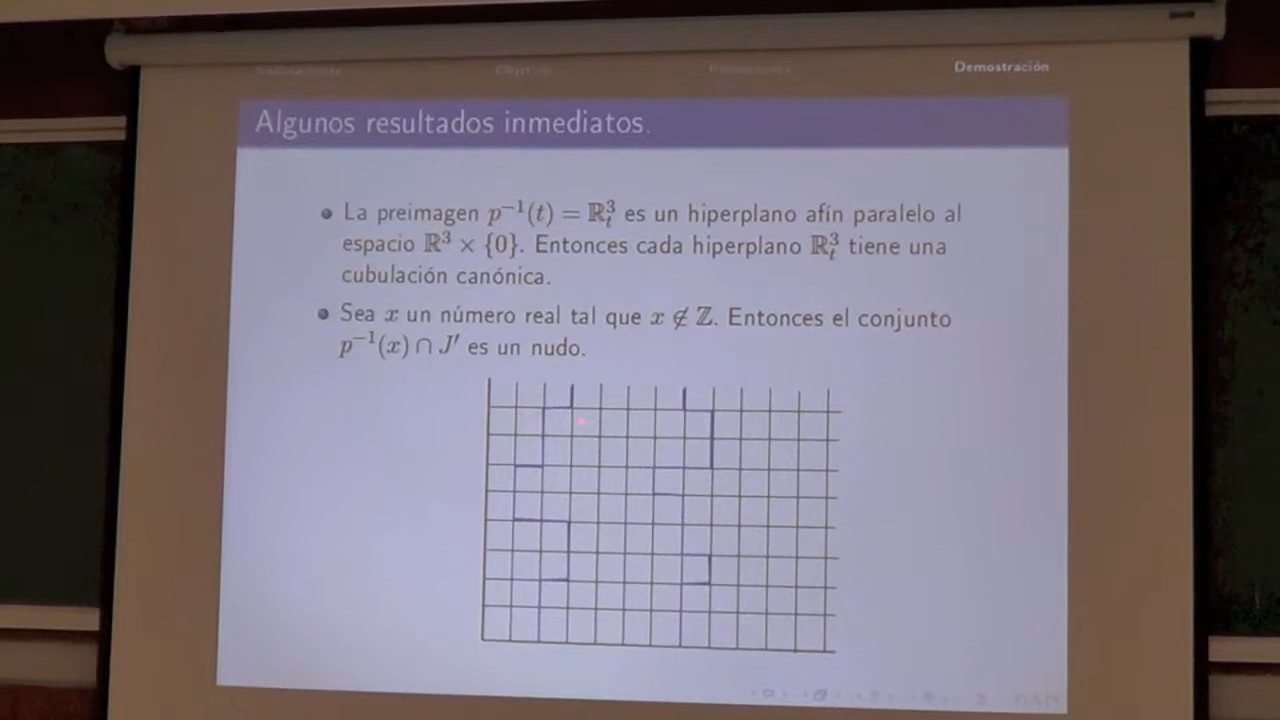 Demostración
Algunos resultados inmediatos.
La preimagen p⁻¹(t) = ℝ³ₜ es un hiperplano afín paralelo al
espacio ℝ³ × {0}. Entonces cada hiperplano ℝ³ₜ tiene una
cubulación canónica.
Sea x un número real tal que x ∉ ℤ. Entonces el conjunto
p⁻¹(x) ∩ J′ es un nudo.